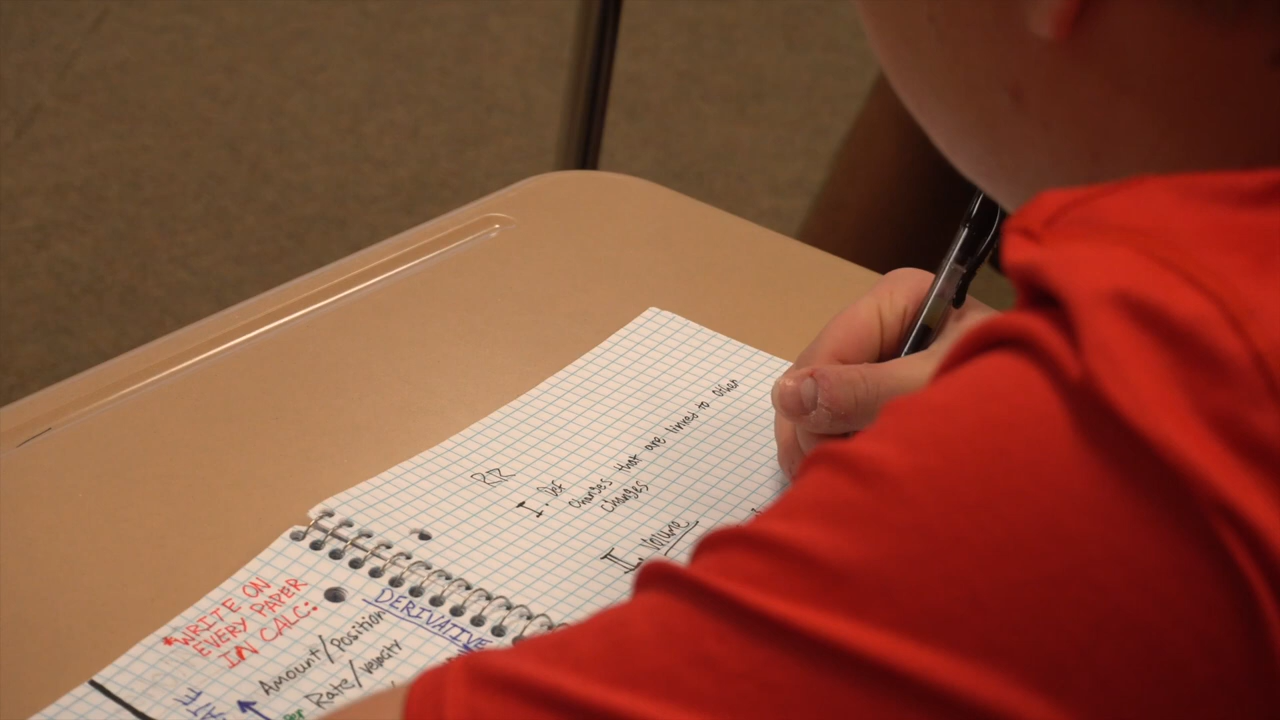 RR
I. Def
changes that are linked to other
changes
II. Volume
*WRITE ON
EVERY PAPER
IN CALC:
DERIVATIVE
Amount/Position
Rate/Velocity